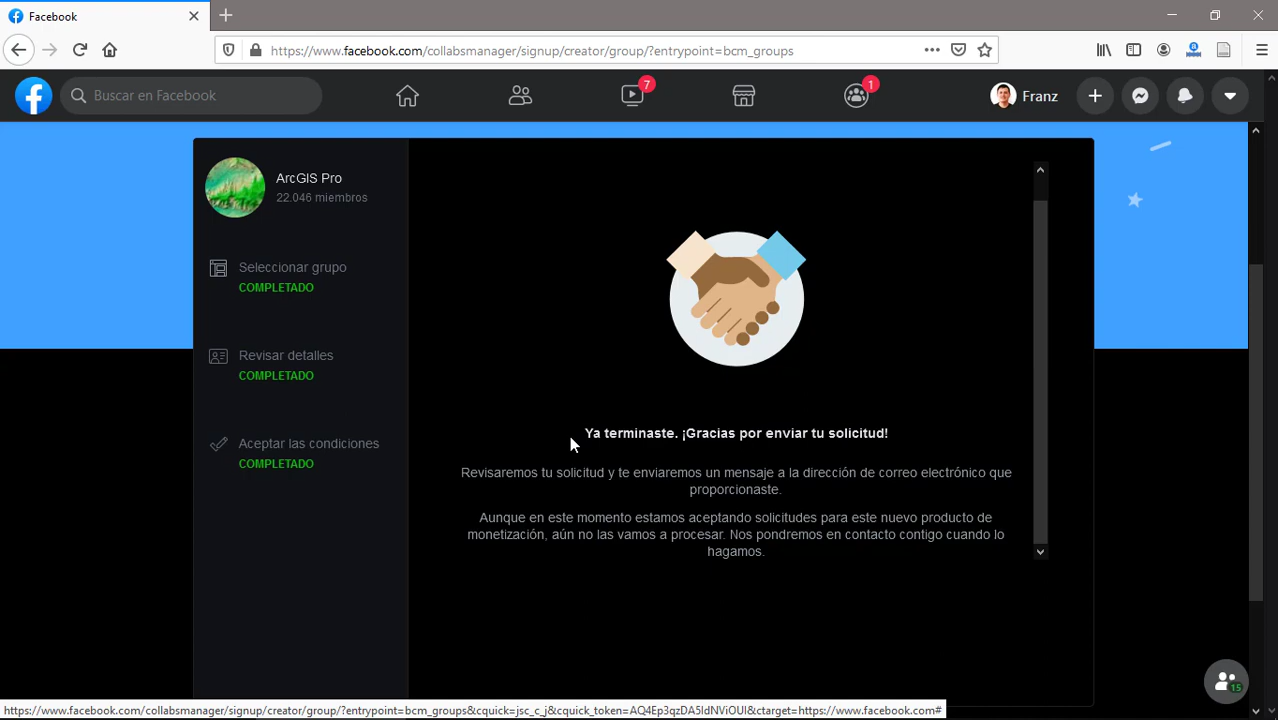 Facebook
https://www.facebook.com/collabsmanager/signup/creator/group/?entrypoint=bcm_groups
Buscar en Facebook
7
1
Franz
ArcGIS Pro
22.046 miembros
Seleccionar grupo
COMPLETADO
Revisar detalles
COMPLETADO
Aceptar las condiciones
COMPLETADO
Ya terminaste. ¡Gracias por enviar tu solicitud!
Revisaremos tu solicitud y te enviaremos un mensaje a la dirección de correo electrónico que
proporcionaste.
Aunque en este momento estamos aceptando solicitudes para este nuevo producto de
monetización, aún no las vamos a procesar. Nos pondremos en contacto contigo cuando lo
hagamos.
15
https://www.facebook.com/collabsmanager/signup/creator/group/?entrypoint=bcm_groups&cquick=jsc_c_j&cquick_token=AQ4Ep3qzDA5IdNViOUI&ctarget=https://www.facebook.com#